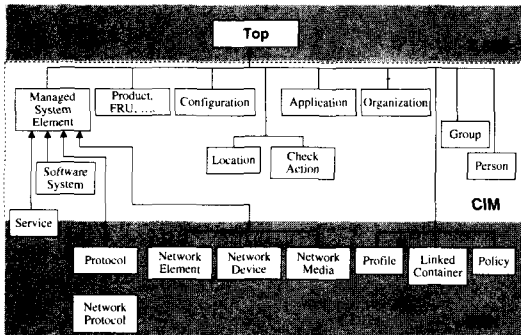 Top
Managed
System
Element
Product,
FRU, ....
Configuration
Application
Organization
Group
Person
Location
Check
Action
Software
System
CIM
Service
Protocol
Network
Element
Network
Device
Network
Media
Profile
Linked
Container
Policy
Network
Protocol